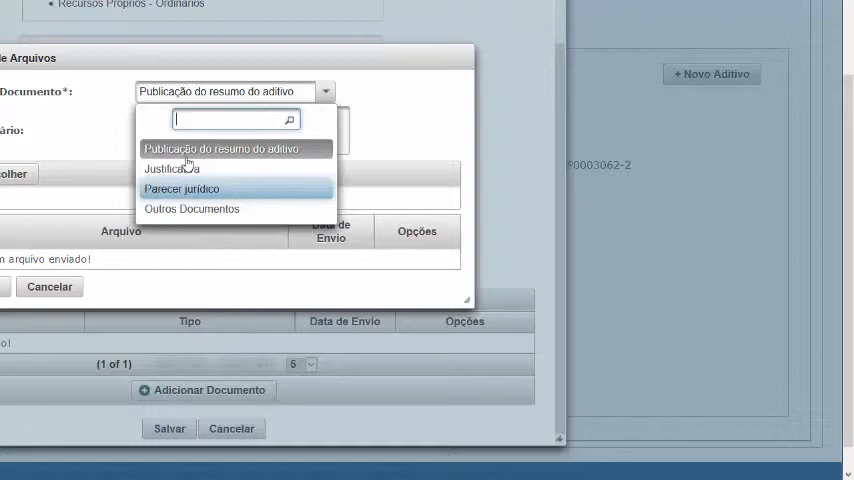 Recursos Próprios - Ordinários
de Arquivos
Documento*:
Publicação do resumo do aditivo
+ Novo Aditivo
ário:
Publicação do resumo do aditivo
Justificativa
Parecer jurídico
Outros Documentos
º0003062-2
olher
Arquivo
Data de Envio
Opções
m arquivo enviado!
Cancelar
Tipo
Data de Envio
Opções
o!
(1 of 1)
5
Adicionar Documento
Salvar
Cancelar